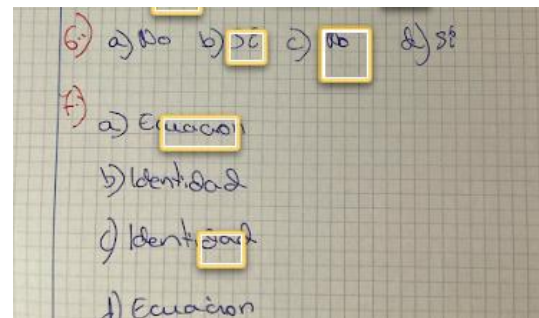 6.) a) No b) Sí c) No d) Sí
7.)
a) Ecuacion
b) Identidad
c) Identidad
d) Ecuacion